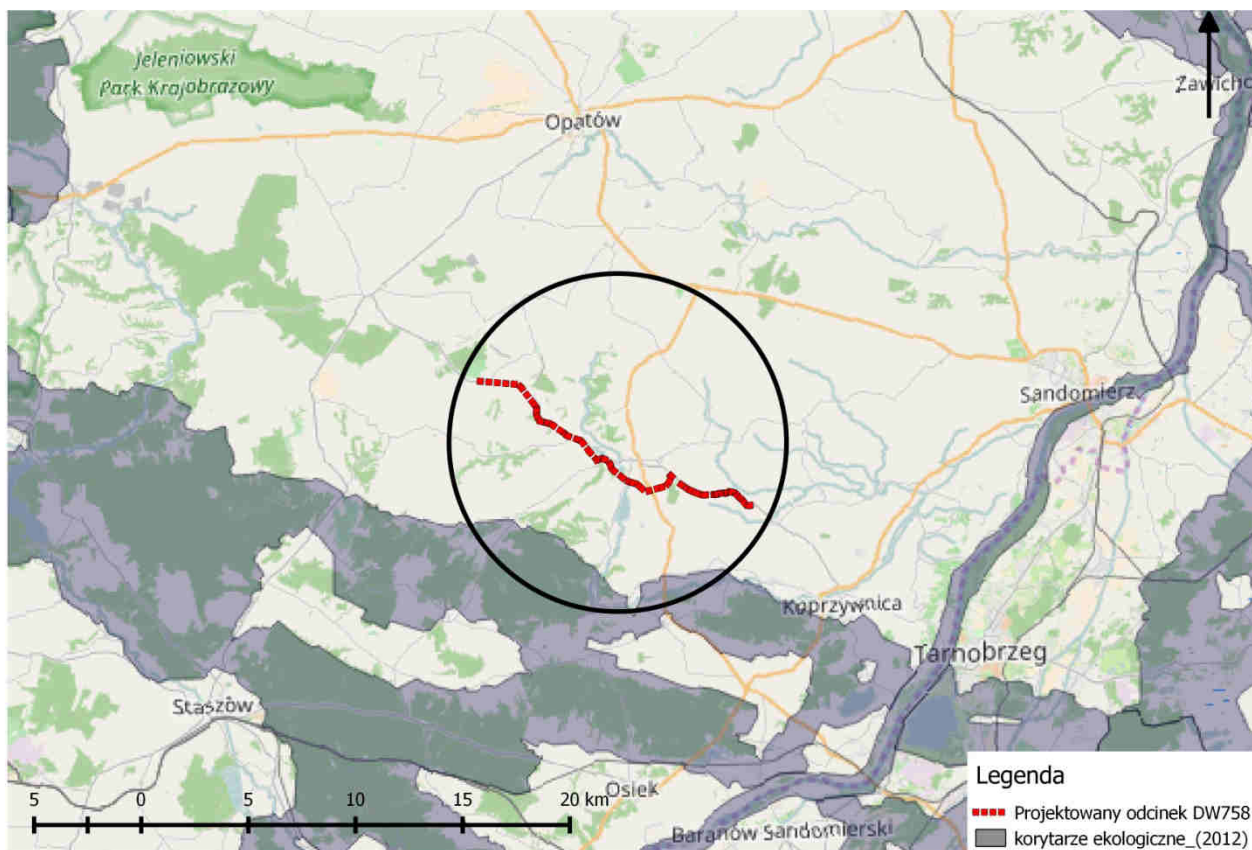 Jeleniowski
Park Krajobrazowy
Opatów
Zawicho
Sandomierz
Koprzywnica
Tarnobrzeg
Staszów
Osiek
Baranów Sandomierski
5 0 5 10 15 20 km
Legenda
Projektowany odcinek DW758
korytarze ekologiczne_(2012)